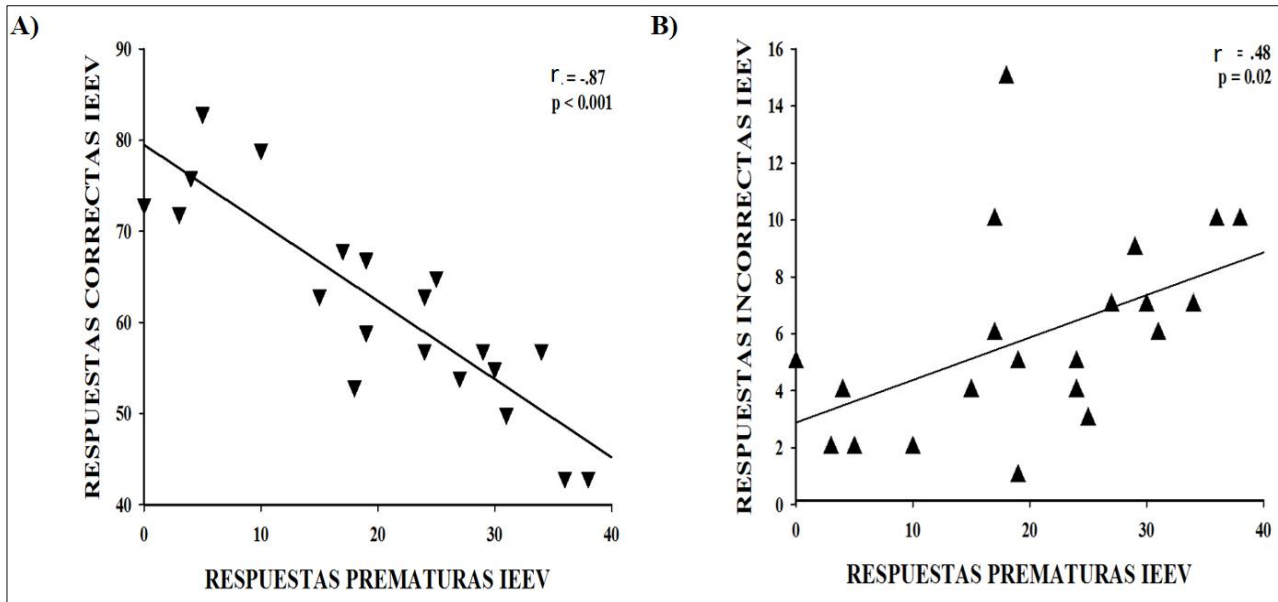 A)
RESPUESTAS CORRECTAS IEEV
90
80
70
60
50
40
r. = -.87
p < 0.001
0 10 20 30 40
RESPUESTAS PREMATURAS IEEV
B)
RESPUESTAS INCORRECTAS IEEV
16
14
12
10
8
6
4
2
0
r = .48
p = 0.02
0 10 20 30 40
RESPUESTAS PREMATURAS IEEV